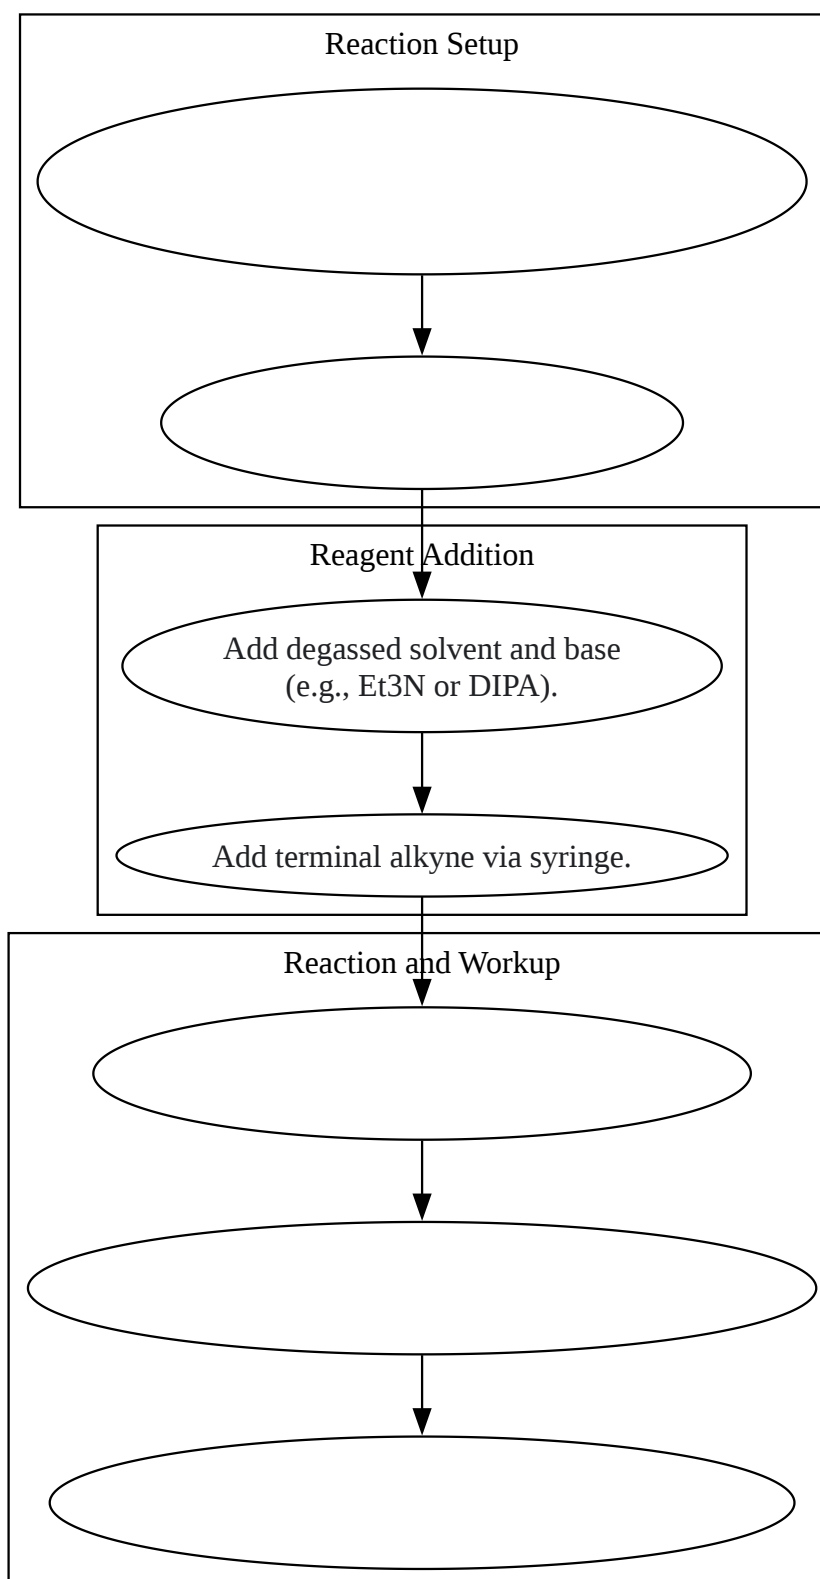 Reaction Setup
Reagent Addition
Add degassed solvent and base
(e.g., Et3N or DIPA).
Add terminal alkyne via syringe.
Reaction and Workup